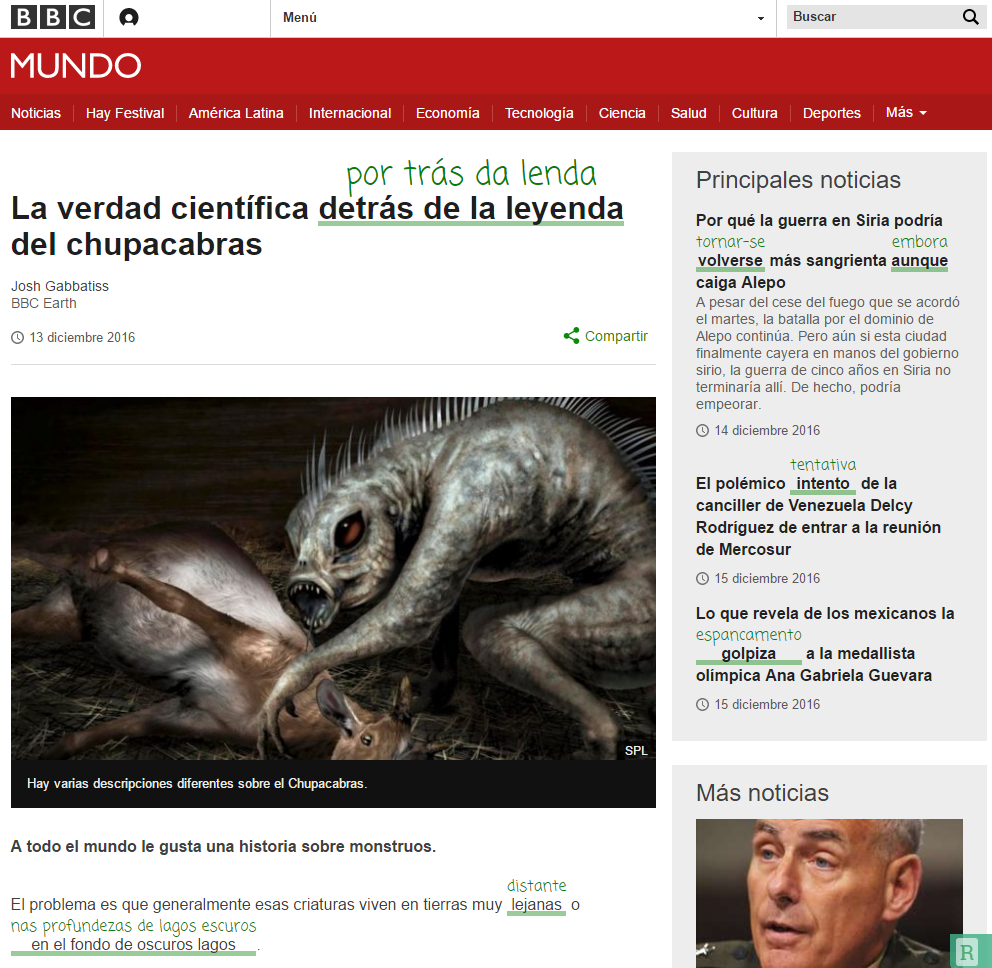 BBC
Menú
Buscar
MUNDO
Noticias Hay Festival América Latina Internacional Economía Tecnología Ciencia Salud Cultura Deportes Más
por trás da lenda
La verdad científica detrás de la leyenda
del chupacabras
Josh Gabbatiss
BBC Earth
13 diciembre 2016
Compartir
SPL
Hay varias descripciones diferentes sobre el Chupacabras.
A todo el mundo le gusta una historia sobre monstruos.
distante
El problema es que generalmente esas criaturas viven en tierras muy lejanas o
nas profundezas de lagos escuros
en el fondo de oscuros lagos.
Principales noticias
Por qué la guerra en Siria podría
tornar-se embora
volverse más sangrienta aunque
caiga Alepo
A pesar del cese del fuego que se acordó
el martes, la batalla por el dominio de
Alepo continúa. Pero aún si esta ciudad
finalmente cayera en manos del gobierno
sirio, la guerra de cinco años en Siria no
terminaría allí. De hecho, podría
empeorar.
14 diciembre 2016
tentativa
El polémico intento de la
canciller de Venezuela Delcy
Rodríguez de entrar a la reunión
de Mercosur
15 diciembre 2016
Lo que revela de los mexicanos la
espancamento
golpiza a la medallista
olímpica Ana Gabriela Guevara
15 diciembre 2016
Más noticias
R